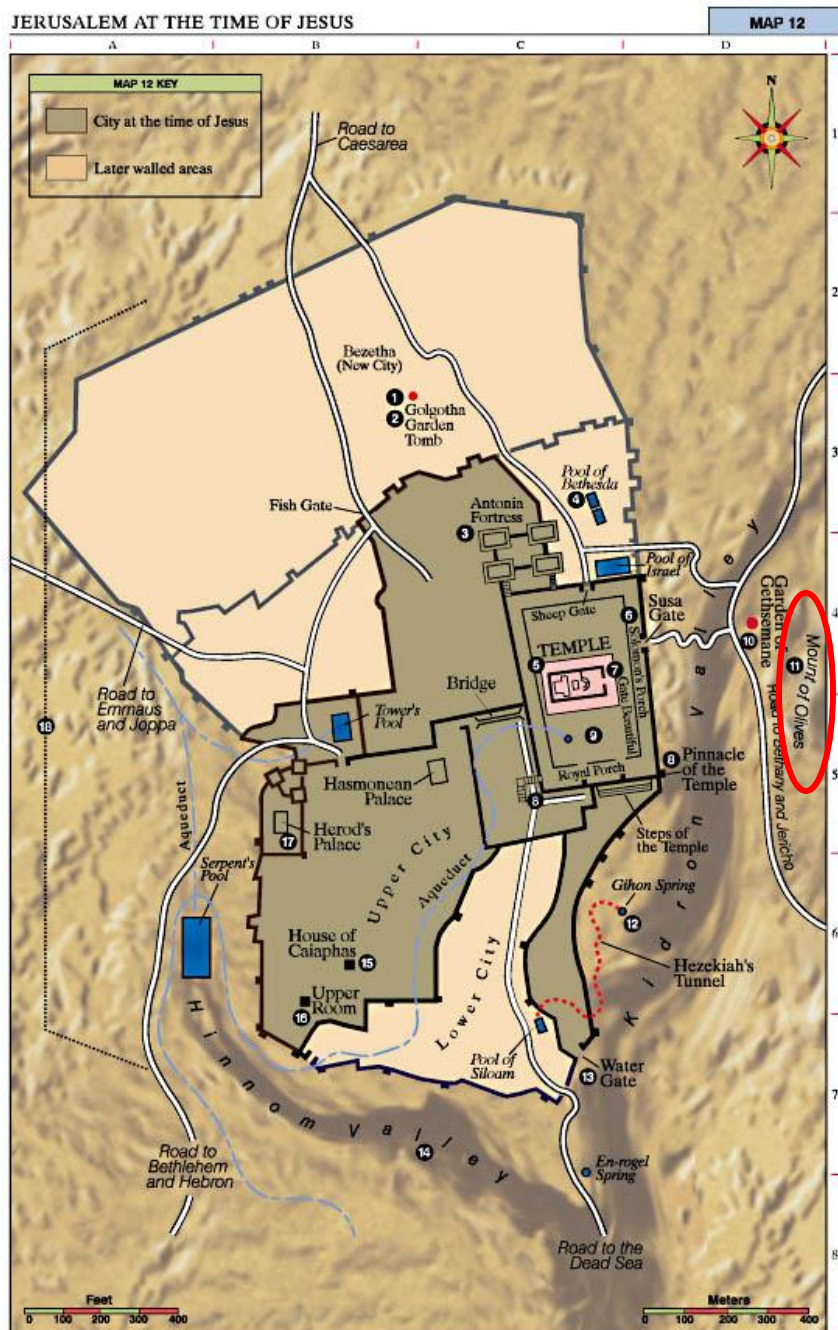 JERUSALEM AT THE TIME OF JESUS
MAP 12
A
B
C
D
MAP 12 KEY
City at the time of Jesus
Later walled areas
N
1
2
3
4
5
6
7
8
Road to
Caesarea
Bezetha
(New City)
1
2
Golgotha
Garden
Tomb
Fish Gate
Antonia
Fortress
3
Pool of
Bethesda
4
Pool of
Israel
Sheep Gate
Susa
Gate
6
TEMPLE
5
7
Solomon's Porch
Gate Beautiful
9
Royal Porch
Garden of
Gethsemane
10
11
Mount of Olives
Road to Bethany and Jericho
Road to
Emmaus
and Joppa
18
Bridge
Tower's
Pool
Hasmonean
Palace
8
8
Pinnacle
of the
Temple
Steps of
the Temple
Herod's
Palace
17
Aqueduct
Serpent's
Pool
Upper City
Aqueduct
Gihon Spring
12
Hezekiah's
Tunnel
House of
Caiaphas
15
Upper
Room
16
Lower City
Kidron Valley
Pool of
Siloam
Water
Gate
13
Hinnom Valley
14
Road to
Bethlehem
and Hebron
En-rogel
Spring
Road to the
Dead Sea
Feet
0 100 200 300 400
Meters
0 100 200 300 400